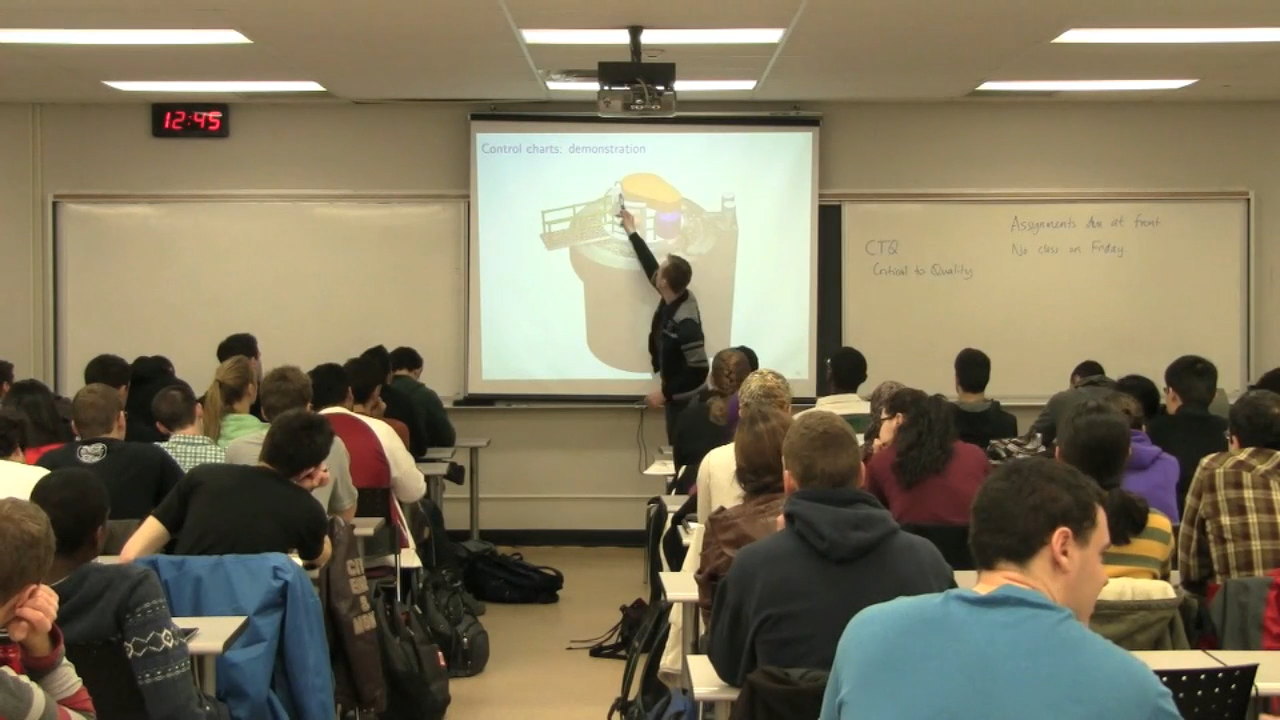 12:45
Control charts: demonstration
Assignments due at front
CTQ
No class on Friday
Critical to Quality